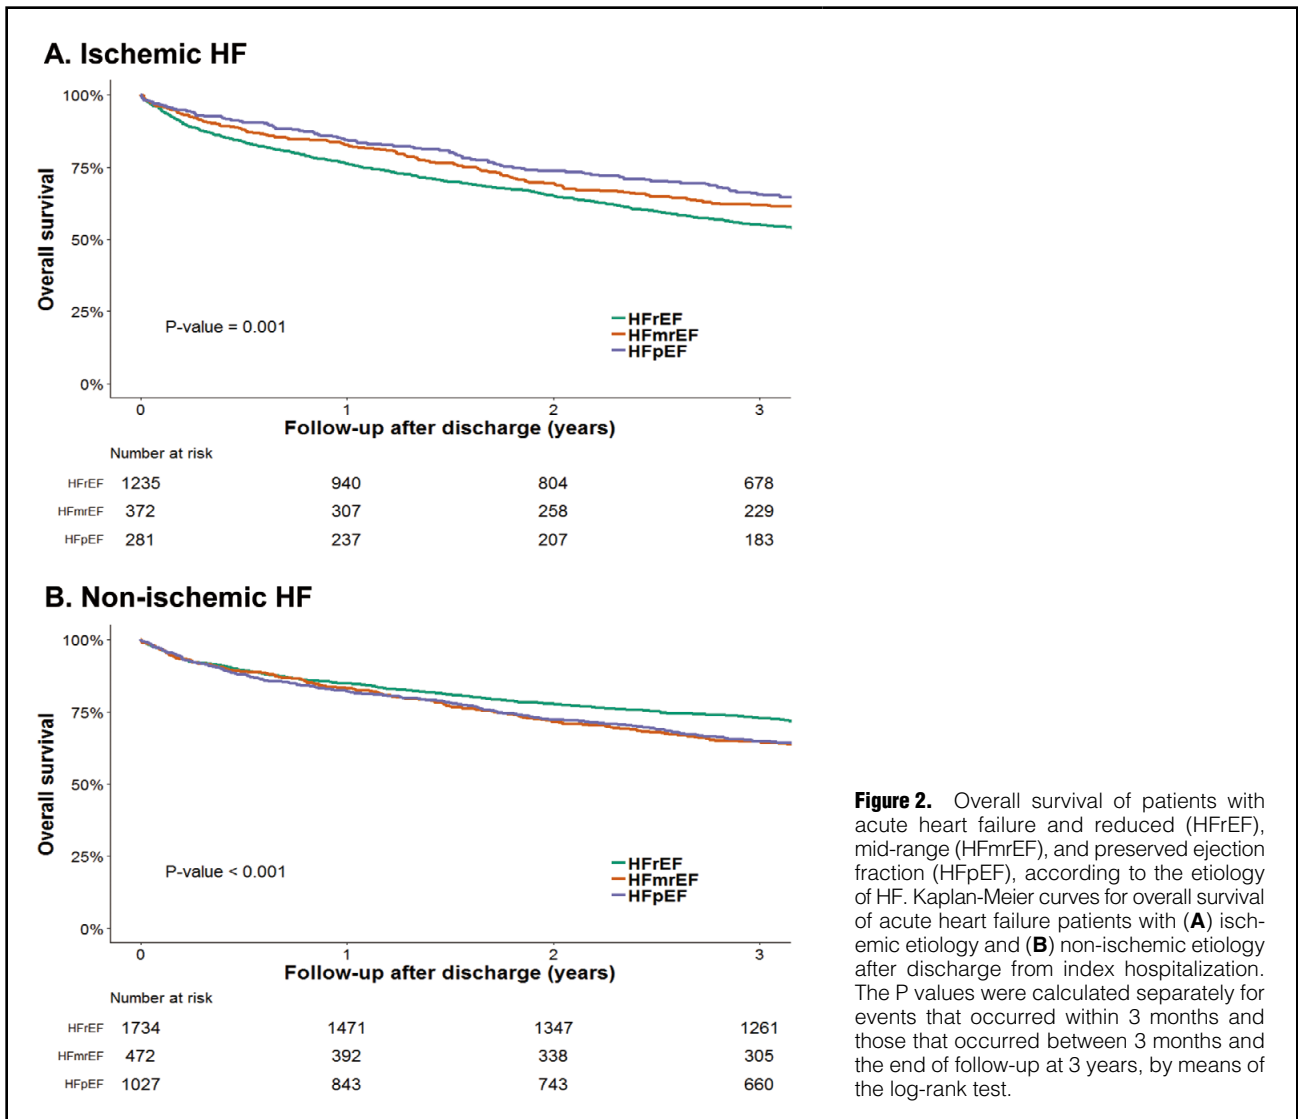 A. Ischemic HF
100%
75%
50%
25%
0%
Overall survival
P-value = 0.001
HFrEF
HFmrEF
HFpEF
0 1 2 3
Follow-up after discharge (years)
Number at risk
HFrEF 1235 940 804 678
HFmrEF 372 307 258 229
HFpEF 281 237 207 183
B. Non-ischemic HF
100%
75%
50%
25%
0%
Overall survival
P-value < 0.001
HFrEF
HFmrEF
HFpEF
0 1 2 3
Follow-up after discharge (years)
Number at risk
HFrEF 1734 1471 1347 1261
HFmrEF 472 392 338 305
HFpEF 1027 843 743 660
Figure 2. Overall survival of patients with
acute heart failure and reduced (HFrEF),
mid-range (HFmrEF), and preserved ejection
fraction (HFpEF), according to the etiology
of HF. Kaplan-Meier curves for overall survival
of acute heart failure patients with (A) isch-
emic etiology and (B) non-ischemic etiology
after discharge from index hospitalization.
The P values were calculated separately for
events that occurred within 3 months and
those that occurred between 3 months and
the end of follow-up at 3 years, by means of
the log-rank test.